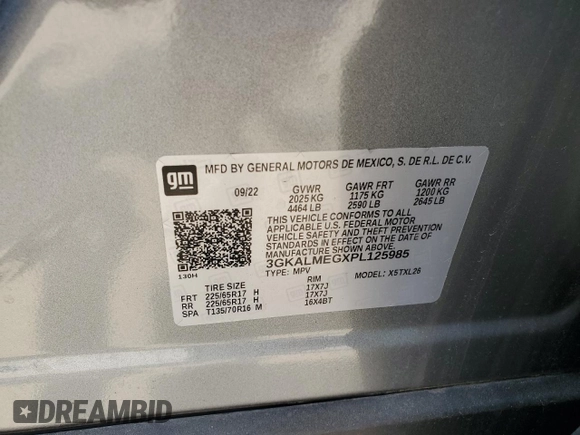 gm
MFD BY GENERAL MOTORS DE MEXICO, S. DE R.L. DE C.V.
09/22 GVWR GAWR FRT GAWR RR
2025 KG 1175 KG 1200 KG
4464 LB 2590 LB 2645 LB
THIS VEHICLE CONFORMS TO ALL
APPLICABLE U.S. FEDERAL MOTOR
VEHICLE SAFETY STANDARDS IN
EFFECT ON THE DATE OF
MANUFACTURE SHOWN ABOVE.
3GKALMEGXPL125985
TYPE: MPV MODEL: X5TXL26
130H
TIRE SIZE RIM
FRT 225/65R17 H 17X7J
RR 225/65R17 H 17X7J
SPA T135/70R16 M 16X4BT
DREAMBID